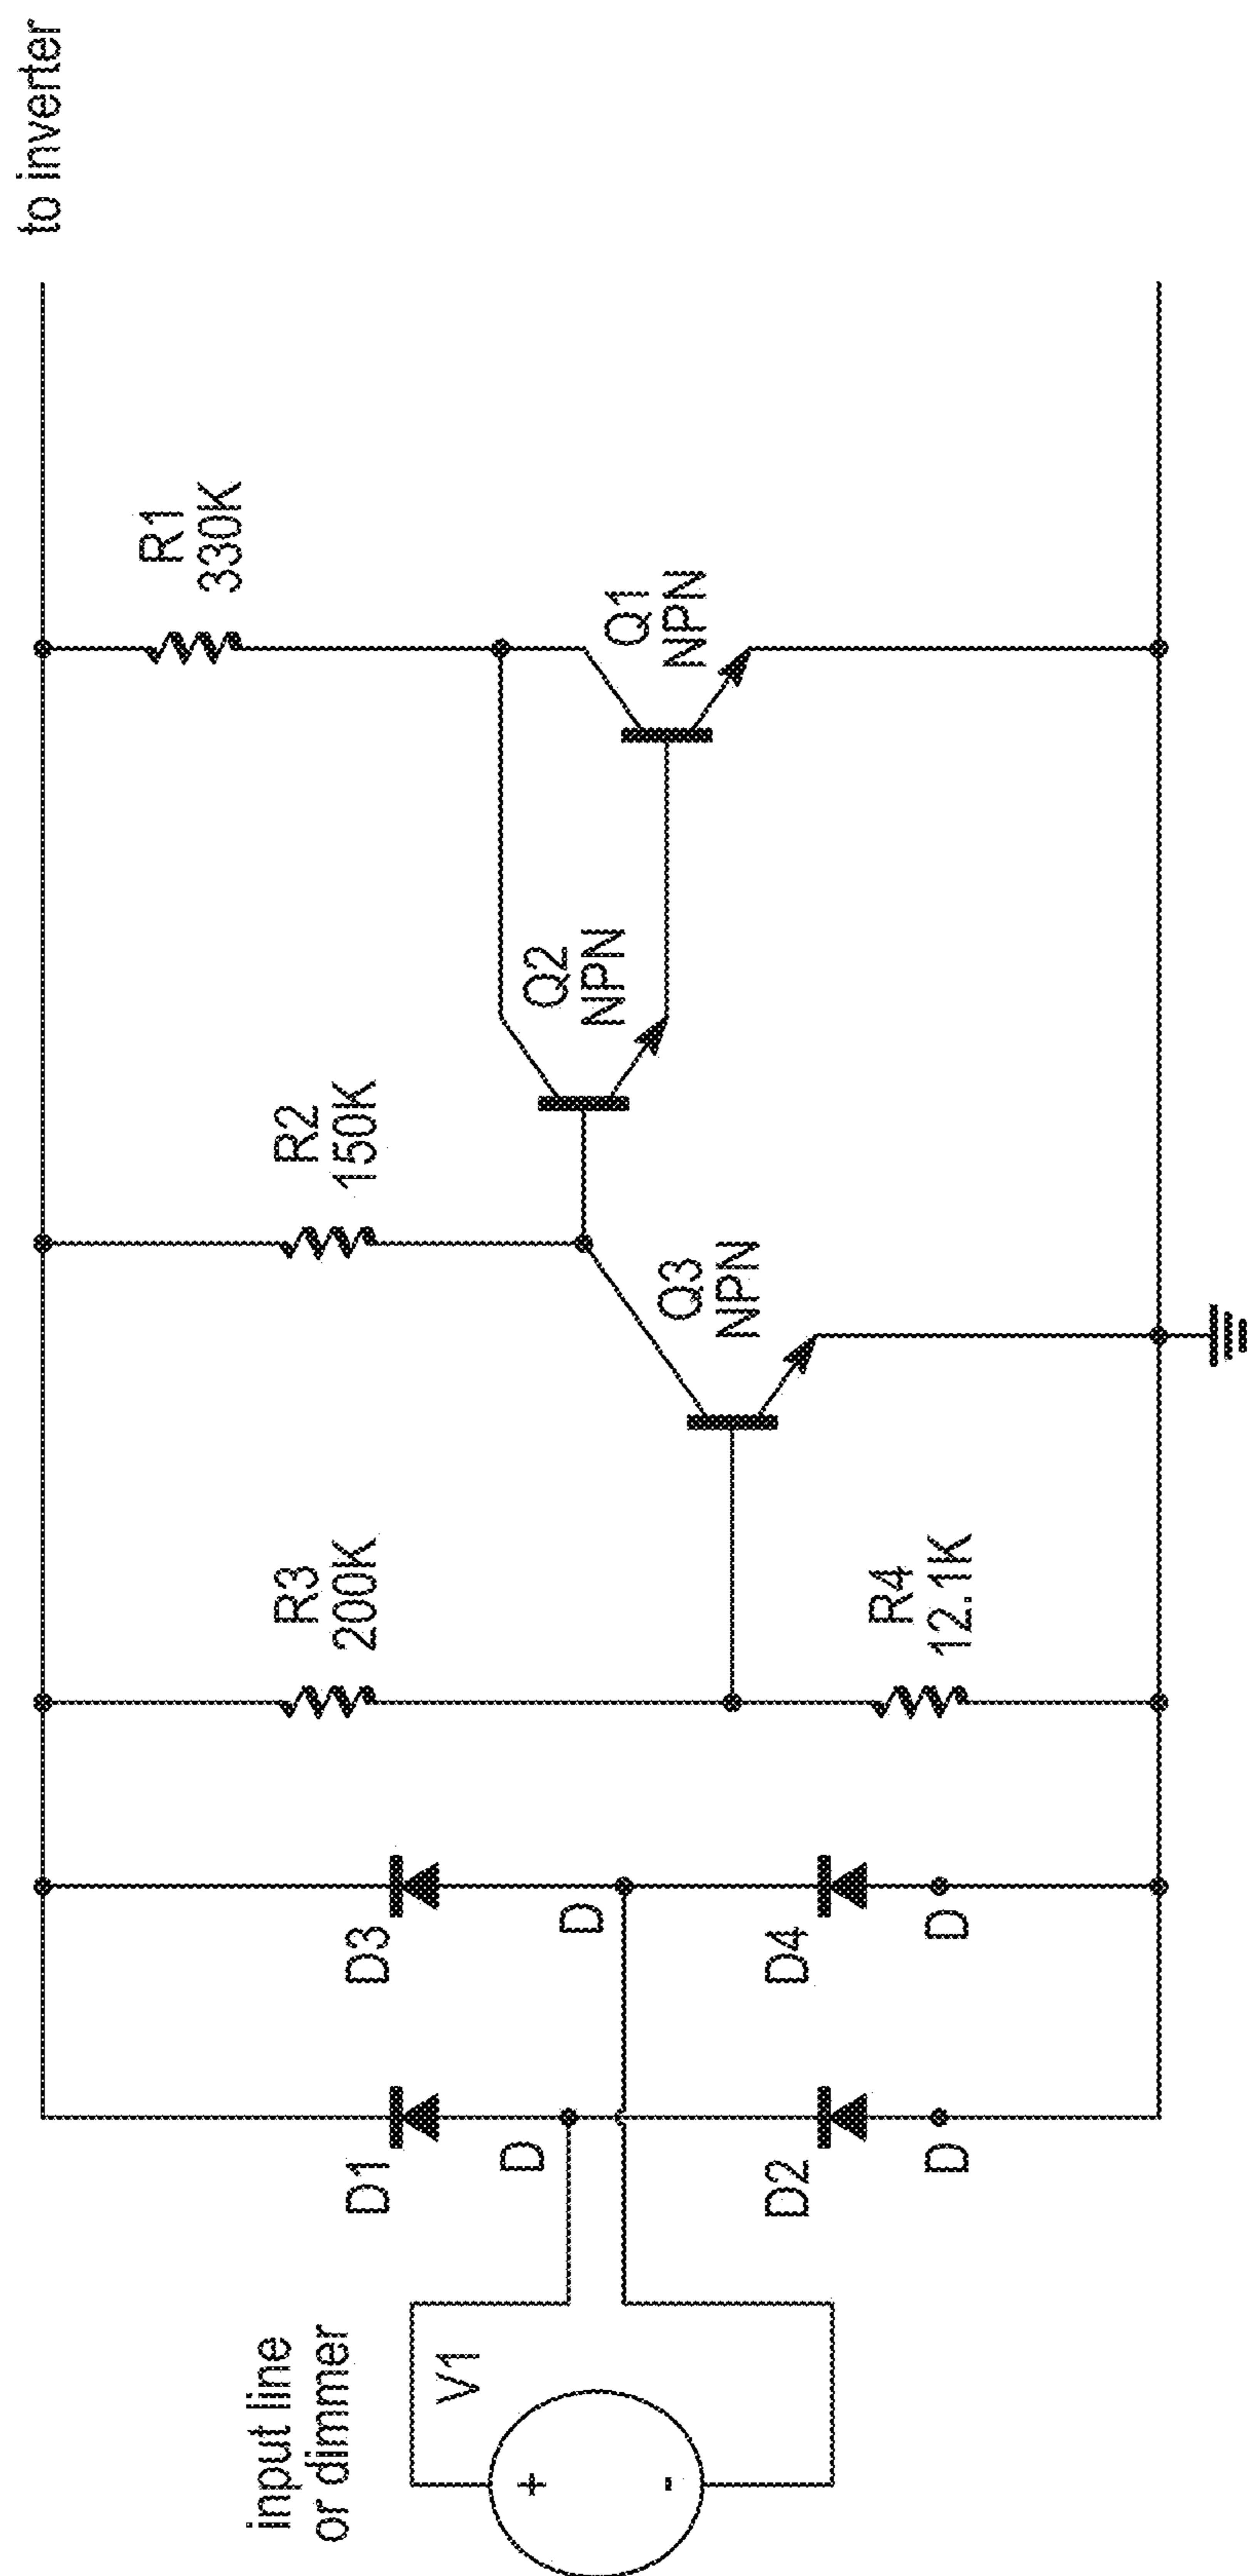 input line
or dimmer
V1
+
-
D1
D
D2
D
D3
D
D4
D
R3
200K
R4
12.1K
R2
150K
Q3
NPN
Q2
NPN
R1
330K
Q1
NPN
to inverter